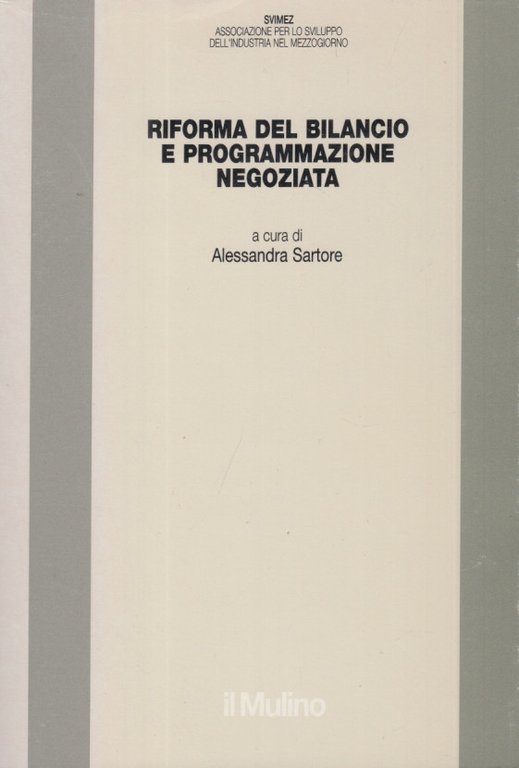 SVIMEZ
ASSOCIAZIONE PER LO SVILUPPO
DELL'INDUSTRIA NEL MEZZOGIORNO
RIFORMA DEL BILANCIO
E PROGRAMMAZIONE
NEGOZIATA
a cura di
Alessandra Sartore
il Mulino